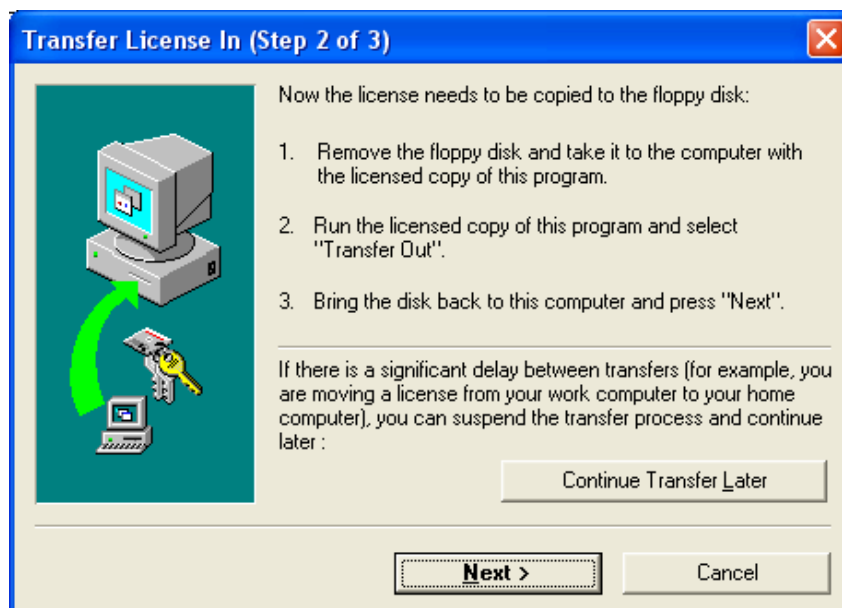 Transfer License In (Step 2 of 3)
Now the license needs to be copied to the floppy disk:
1. Remove the floppy disk and take it to the computer with
the licensed copy of this program.
2. Run the licensed copy of this program and select
"Transfer Out".
3. Bring the disk back to this computer and press "Next".
If there is a significant delay between transfers (for example, you
are moving a license from your work computer to your home
computer), you can suspend the transfer process and continue
later :
Continue Transfer Later
Next >
Cancel